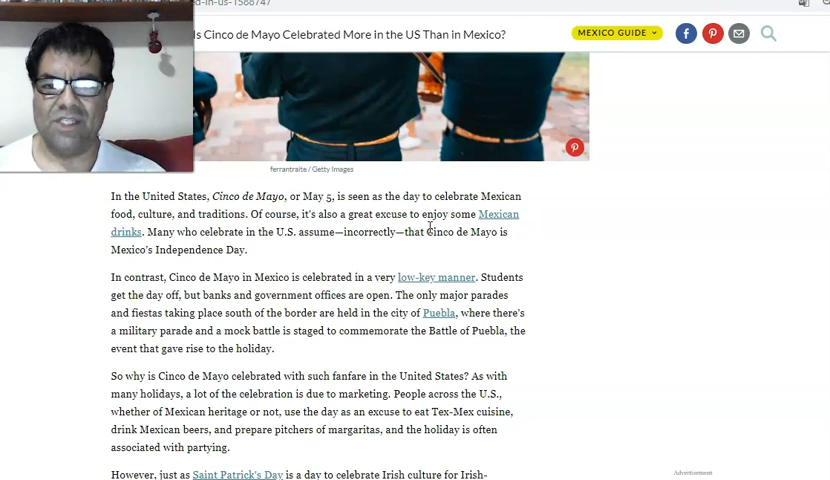 ed-in-us-1588747
Is Cinco de Mayo Celebrated More in the US Than in Mexico?
MEXICO GUIDE
ferrantraite / Getty Images
In the United States, Cinco de Mayo, or May 5, is seen as the day to celebrate Mexican
food, culture, and traditions. Of course, it's also a great excuse to enjoy some Mexican
drinks. Many who celebrate in the U.S. assume—incorrectly—that Cinco de Mayo is
Mexico's Independence Day.
In contrast, Cinco de Mayo in Mexico is celebrated in a very low-key manner. Students
get the day off, but banks and government offices are open. The only major parades
and fiestas taking place south of the border are held in the city of Puebla, where there's
a military parade and a mock battle is staged to commemorate the Battle of Puebla, the
event that gave rise to the holiday.
So why is Cinco de Mayo celebrated with such fanfare in the United States? As with
many holidays, a lot of the celebration is due to marketing. People across the U.S.,
whether of Mexican heritage or not, use the day as an excuse to eat Tex-Mex cuisine,
drink Mexican beers, and prepare pitchers of margaritas, and the holiday is often
associated with partying.
Advertisement
However, just as Saint Patrick's Day is a day to celebrate Irish culture for Irish-